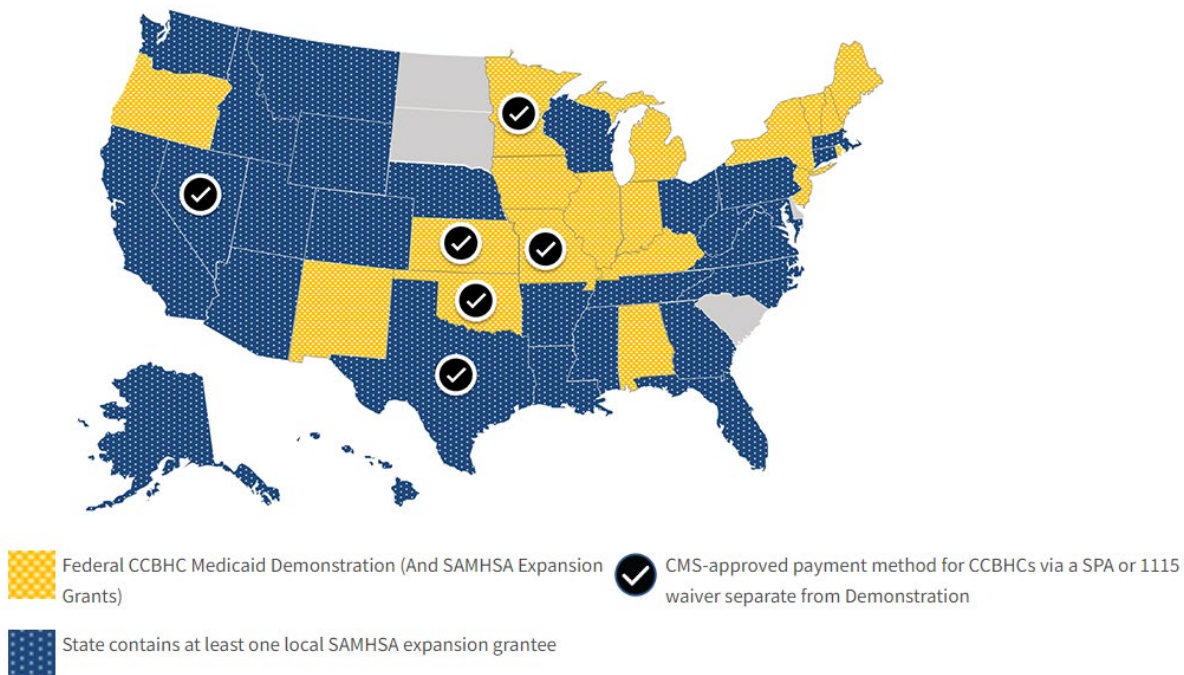 Federal CCBHC Medicaid Demonstration (And SAMHSA Expansion
Grants)
CMS-approved payment method for CCBHCs via a SPA or 1115
waiver separate from Demonstration
State contains at least one local SAMHSA expansion grantee